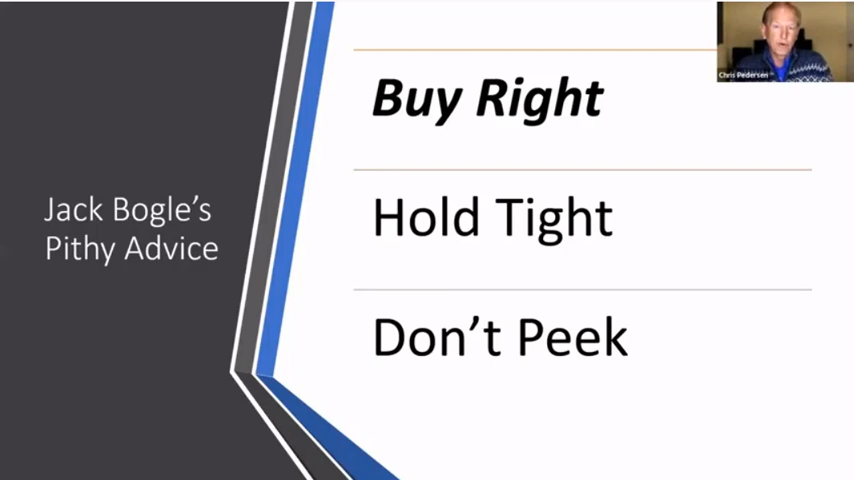 Jack Bogle's
Pithy Advice
Buy Right
Hold Tight
Don't Peek
Chris Pedersen